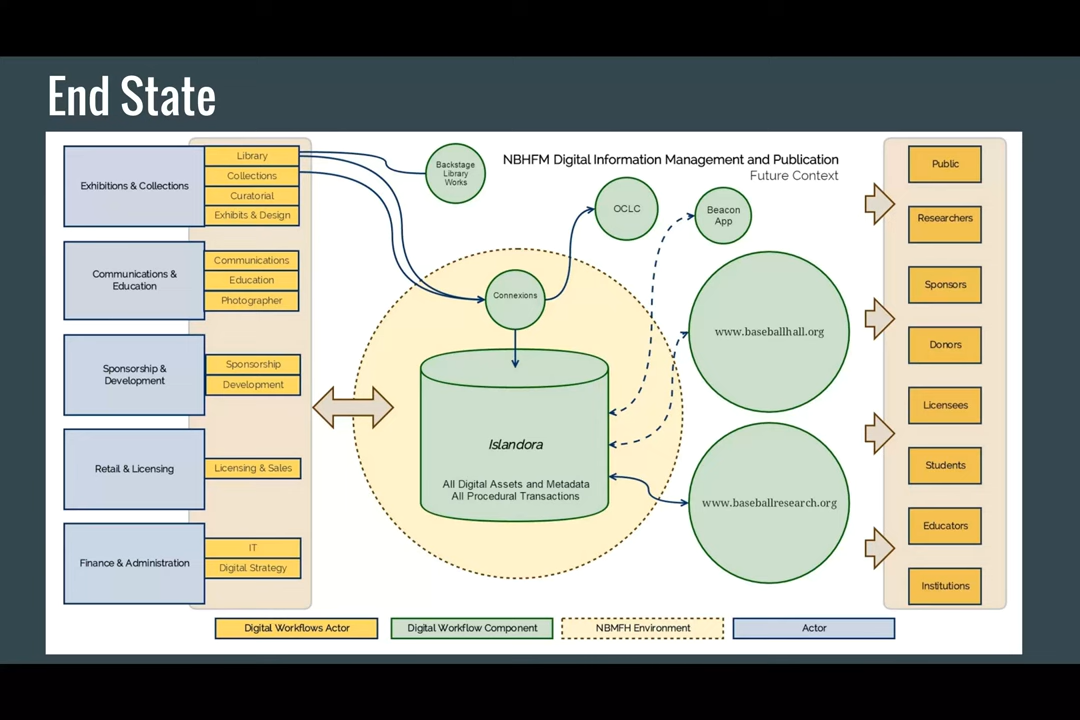 End State
NBHFM Digital Information Management and Publication
Future Context
Exhibitions & Collections
Library
Collections
Curatorial
Exhibits & Design
Communications &
Education
Communications
Education
Photographer
Sponsorship &
Development
Sponsorship
Development
Retail & Licensing
Licensing & Sales
Finance & Administration
IT
Digital Strategy
Backstage
Library
Works
OCLC
Beacon
App
Connexions
Islandora
All Digital Assets and Metadata
All Procedural Transactions
www.baseballhall.org
www.baseballresearch.org
Public
Researchers
Sponsors
Donors
Licensees
Students
Educators
Institutions
Digital Workflows Actor
Digital Workflow Component
NBMFH Environment
Actor